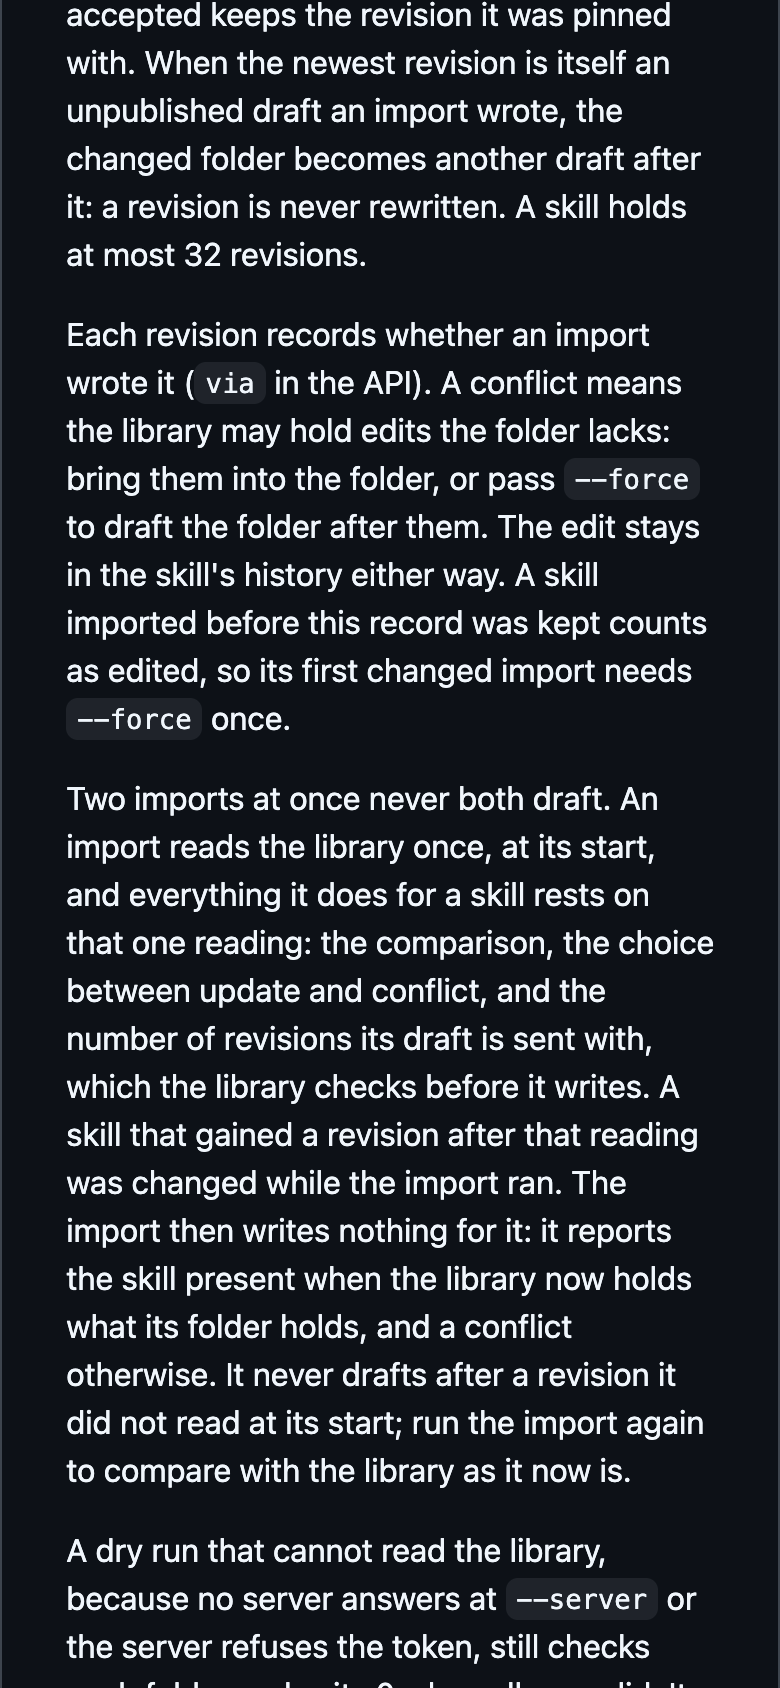 accepted keeps the revision it was pinned
with. When the newest revision is itself an
unpublished draft an import wrote, the
changed folder becomes another draft after
it: a revision is never rewritten. A skill holds
at most 32 revisions.
Each revision records whether an import
wrote it ( via in the API). A conflict means
the library may hold edits the folder lacks:
bring them into the folder, or pass --force
to draft the folder after them. The edit stays
in the skill's history either way. A skill
imported before this record was kept counts
as edited, so its first changed import needs
--force once.
Two imports at once never both draft. An
import reads the library once, at its start,
and everything it does for a skill rests on
that one reading: the comparison, the choice
between update and conflict, and the
number of revisions its draft is sent with,
which the library checks before it writes. A
skill that gained a revision after that reading
was changed while the import ran. The
import then writes nothing for it: it reports
the skill present when the library now holds
what its folder holds, and a conflict
otherwise. It never drafts after a revision it
did not read at its start; run the import again
to compare with the library as it now is.
A dry run that cannot read the library,
because no server answers at --server or
the server refuses the token, still checks